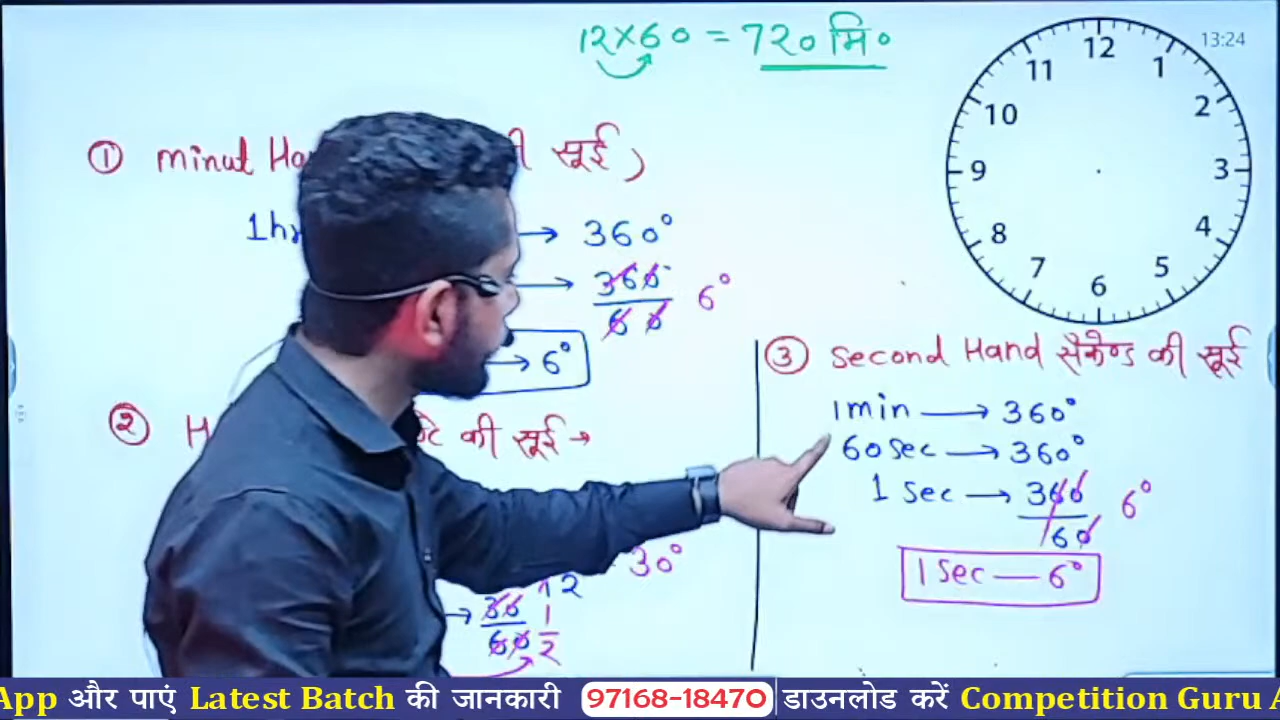 12×60 = 720 मि०
13:24
12
11
1
10
2
9
3
8
4
7
5
6
① minut की सूई)
1hr → 360°
→ 360/60 6°
→ 6°
② H की सूई →
30°
12
→ 30/60 1/2
③ second Hand सैकेण्ड की सूई
1min → 360°
60sec → 360°
1 sec → 360/60 6°
1 sec — 6°
App और पाएं Latest Batch की जानकारी 97168-18470 डाउनलोड करें Competition Guru A